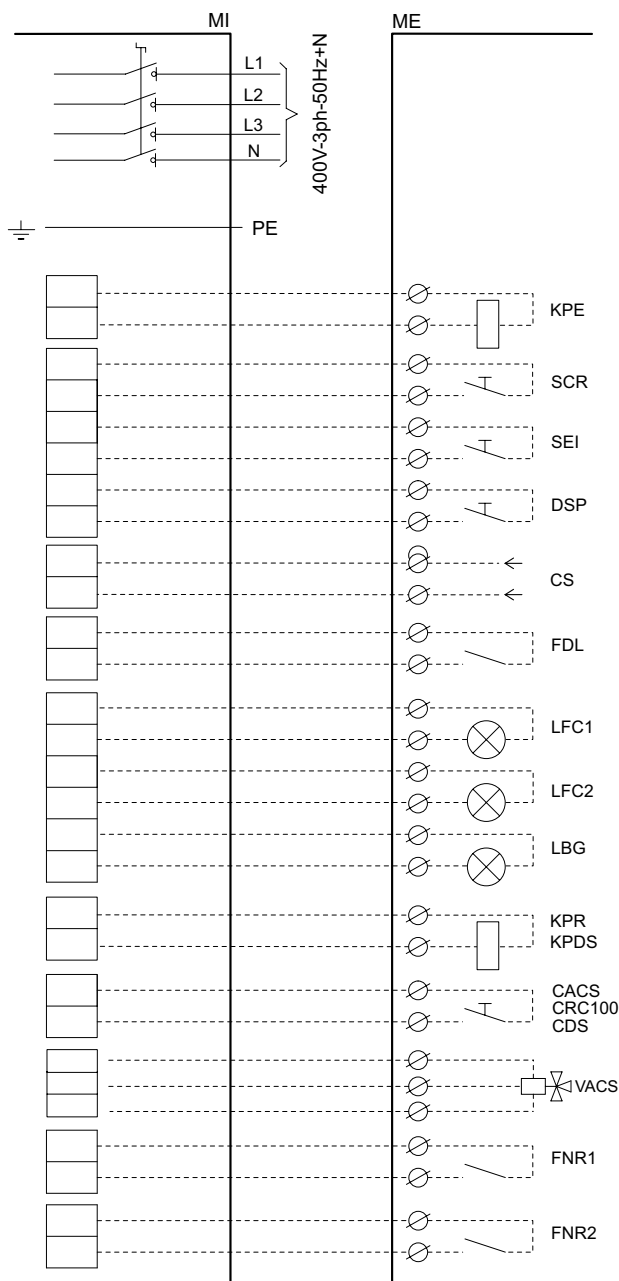 MI
ME
L1
L2
L3
N
400V-3ph-50Hz+N
PE
KPE
SCR
SEI
DSP
CS
FDL
LFC1
LFC2
LBG
KPR
KPDS
CACS
CRC100
CDS
VACS
FNR1
FNR2